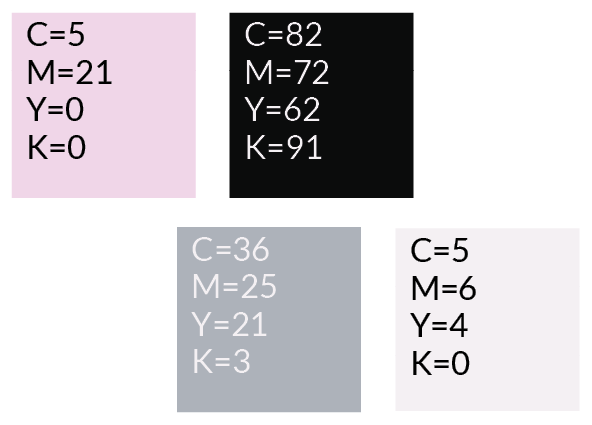 C=5
M=21
Y=0
K=0
C=82
M=72
Y=62
K=91
C=36
M=25
Y=21
K=3
C=5
M=6
Y=4
K=0